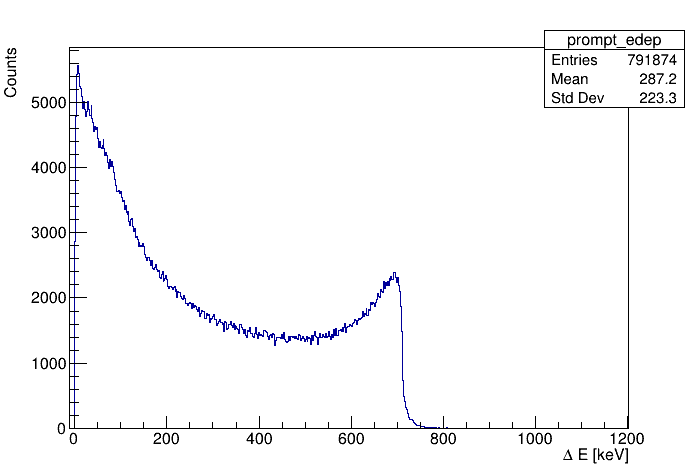 prompt_edep
Entries 791874
Mean 287.2
Std Dev 223.3
Counts
5000
4000
3000
2000
1000
0
0 200 400 600 800 1000 1200
Δ E [keV]